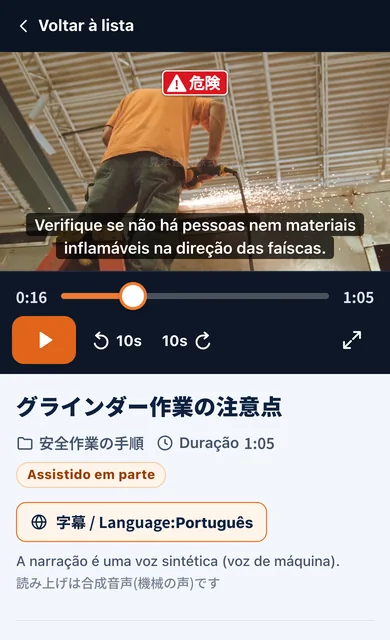 Voltar à lista
危険
Verifique se não há pessoas nem materiais
inflamáveis na direção das faíscas.
0:16
1:05
10s
10s
グラインダー作業の注意点
安全作業の手順
Duração 1:05
Assistido em parte
字幕 / Language:Português
A narração é uma voz sintética (voz de máquina).
読み上げは合成音声(機械の声)です